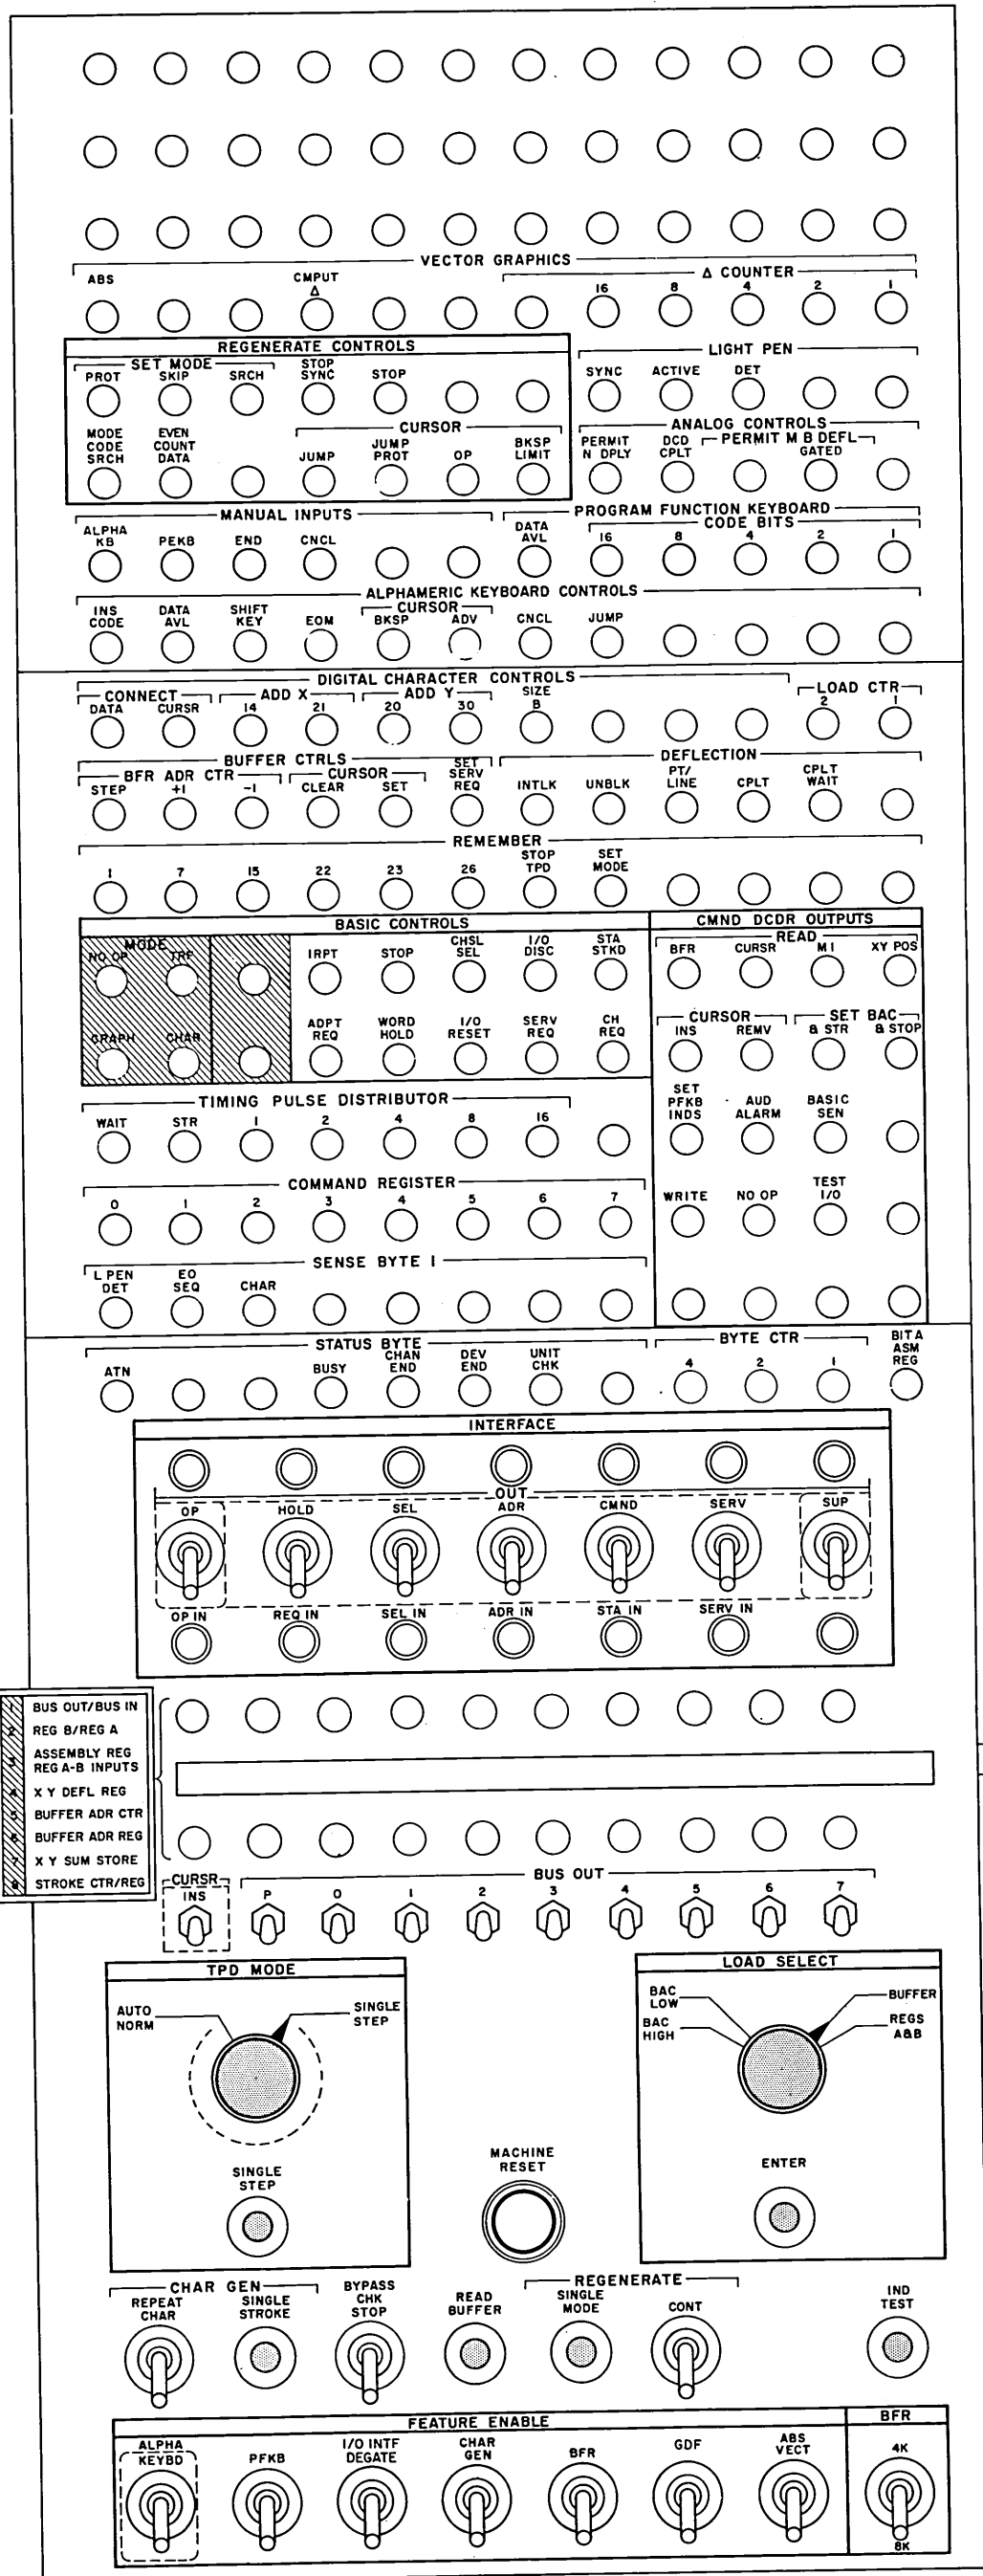 VECTOR GRAPHICS
ABS CMPUT Δ Δ COUNTER
16 8 4 2 1
REGENERATE CONTROLS
SET MODE
PROT SKIP SRCH STOP SYNC STOP
LIGHT PEN
SYNC ACTIVE DET
MODE CODE SRCH EVEN COUNT DATA
CURSOR
JUMP JUMP PROT OP BKSP LIMIT
ANALOG CONTROLS
PERMIT N DPLY DCD CPLT PERMIT M B DEFL GATED
MANUAL INPUTS
ALPHA KB PEKB END CNCL
PROGRAM FUNCTION KEYBOARD
DATA AVL CODE BITS
16 8 4 2 1
ALPHAMERIC KEYBOARD CONTROLS
INS CODE DATA AVL SHIFT KEY EOM
CURSOR
BKSP ADV CNCL JUMP
DIGITAL CHARACTER CONTROLS
CONNECT ADD X ADD Y SIZE B LOAD CTR
DATA CURSR 14 21 20 30 2 1
BUFFER CTRLS
BFR ADR CTR CURSOR SET SERV REQ
STEP +1 -1 CLEAR SET
DEFLECTION
INTLK UNBLK PT/ LINE CPLT CPLT WAIT
REMEMBER
1 7 15 22 23 26 STOP TPD SET MODE
BASIC CONTROLS
MODE
NO OP TRF IRPT STOP CHSL SEL I/O DISC STA STKD
GRAPH CHAR ADPT REQ WORD HOLD I/O RESET SERV REQ CH REQ
CMND DCDR OUTPUTS
READ
BFR CURSR M I XY POS
CURSOR SET BAC
INS REMV & STR & STOP
SET PFKB INDS AUD ALARM BASIC SEN
WRITE NO OP TEST I/O
TIMING PULSE DISTRIBUTOR
WAIT STR 1 2 4 8 16
COMMAND REGISTER
0 1 2 3 4 5 6 7
SENSE BYTE 1
L PEN DET EO SEQ CHAR
STATUS BYTE
ATN BUSY CHAN END DEV END UNIT CHK
BYTE CTR
4 2 1
BIT A ASM REG
INTERFACE
OUT
OP HOLD SEL ADR CMND SERV SUP
OP IN REQ IN SEL IN ADR IN STA IN SERV IN
1 BUS OUT/BUS IN
2 REG B/REG A
3 ASSEMBLY REG
REG A-B INPUTS
4 X Y DEFL REG
5 BUFFER ADR CTR
6 BUFFER ADR REG
7 X Y SUM STORE
8 STROKE CTR/REG
CURSR
INS
BUS OUT
P 0 1 2 3 4 5 6 7
TPD MODE
AUTO NORM SINGLE STEP
SINGLE STEP
MACHINE RESET
LOAD SELECT
BAC LOW BUFFER
BAC HIGH REGS A&B
ENTER
CHAR GEN
REPEAT CHAR SINGLE STROKE BYPASS CHK STOP READ BUFFER
REGENERATE
SINGLE MODE CONT
IND TEST
FEATURE ENABLE
ALPHA KEYBD PFKB I/O INTF DEGATE CHAR GEN BFR GDF ABS VECT
BFR
4K
8K